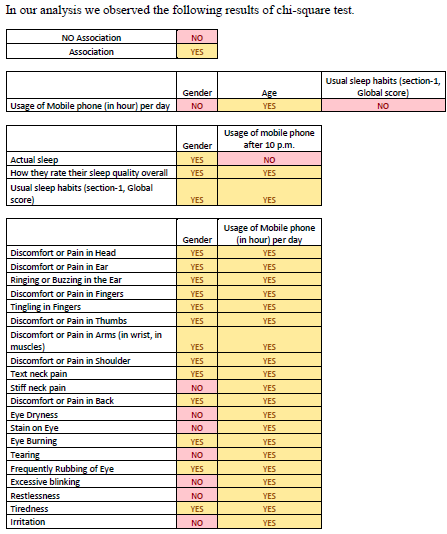 In our analysis we observed the following results of chi-square test.
NO Association NO
Association YES
Gender Age Usual sleep habits (section-1, Global score)
Usage of Mobile phone (in hour) per day NO YES NO
Gender Usage of mobile phone after 10 p.m.
Actual sleep YES NO
How they rate their sleep quality overall YES YES
Usual sleep habits (section-1, Global score) YES YES
Gender Usage of Mobile phone (in hour) per day
Discomfort or Pain in Head YES YES
Discomfort or Pain in Ear YES YES
Ringing or Buzzing in the Ear YES YES
Discomfort or Pain in Fingers YES YES
Tingling in Fingers YES YES
Discomfort or Pain in Thumbs YES YES
Discomfort or Pain in Arms (in wrist, in muscles) YES YES
Discomfort or Pain in Shoulder YES YES
Text neck pain YES YES
Stiff neck pain NO YES
Discomfort or Pain in Back YES YES
Eye Dryness NO YES
Stain on Eye NO YES
Eye Burning YES YES
Tearing NO YES
Frequently Rubbing of Eye YES YES
Excessive blinking NO YES
Restlessness NO YES
Tiredness YES YES
Irritation NO YES